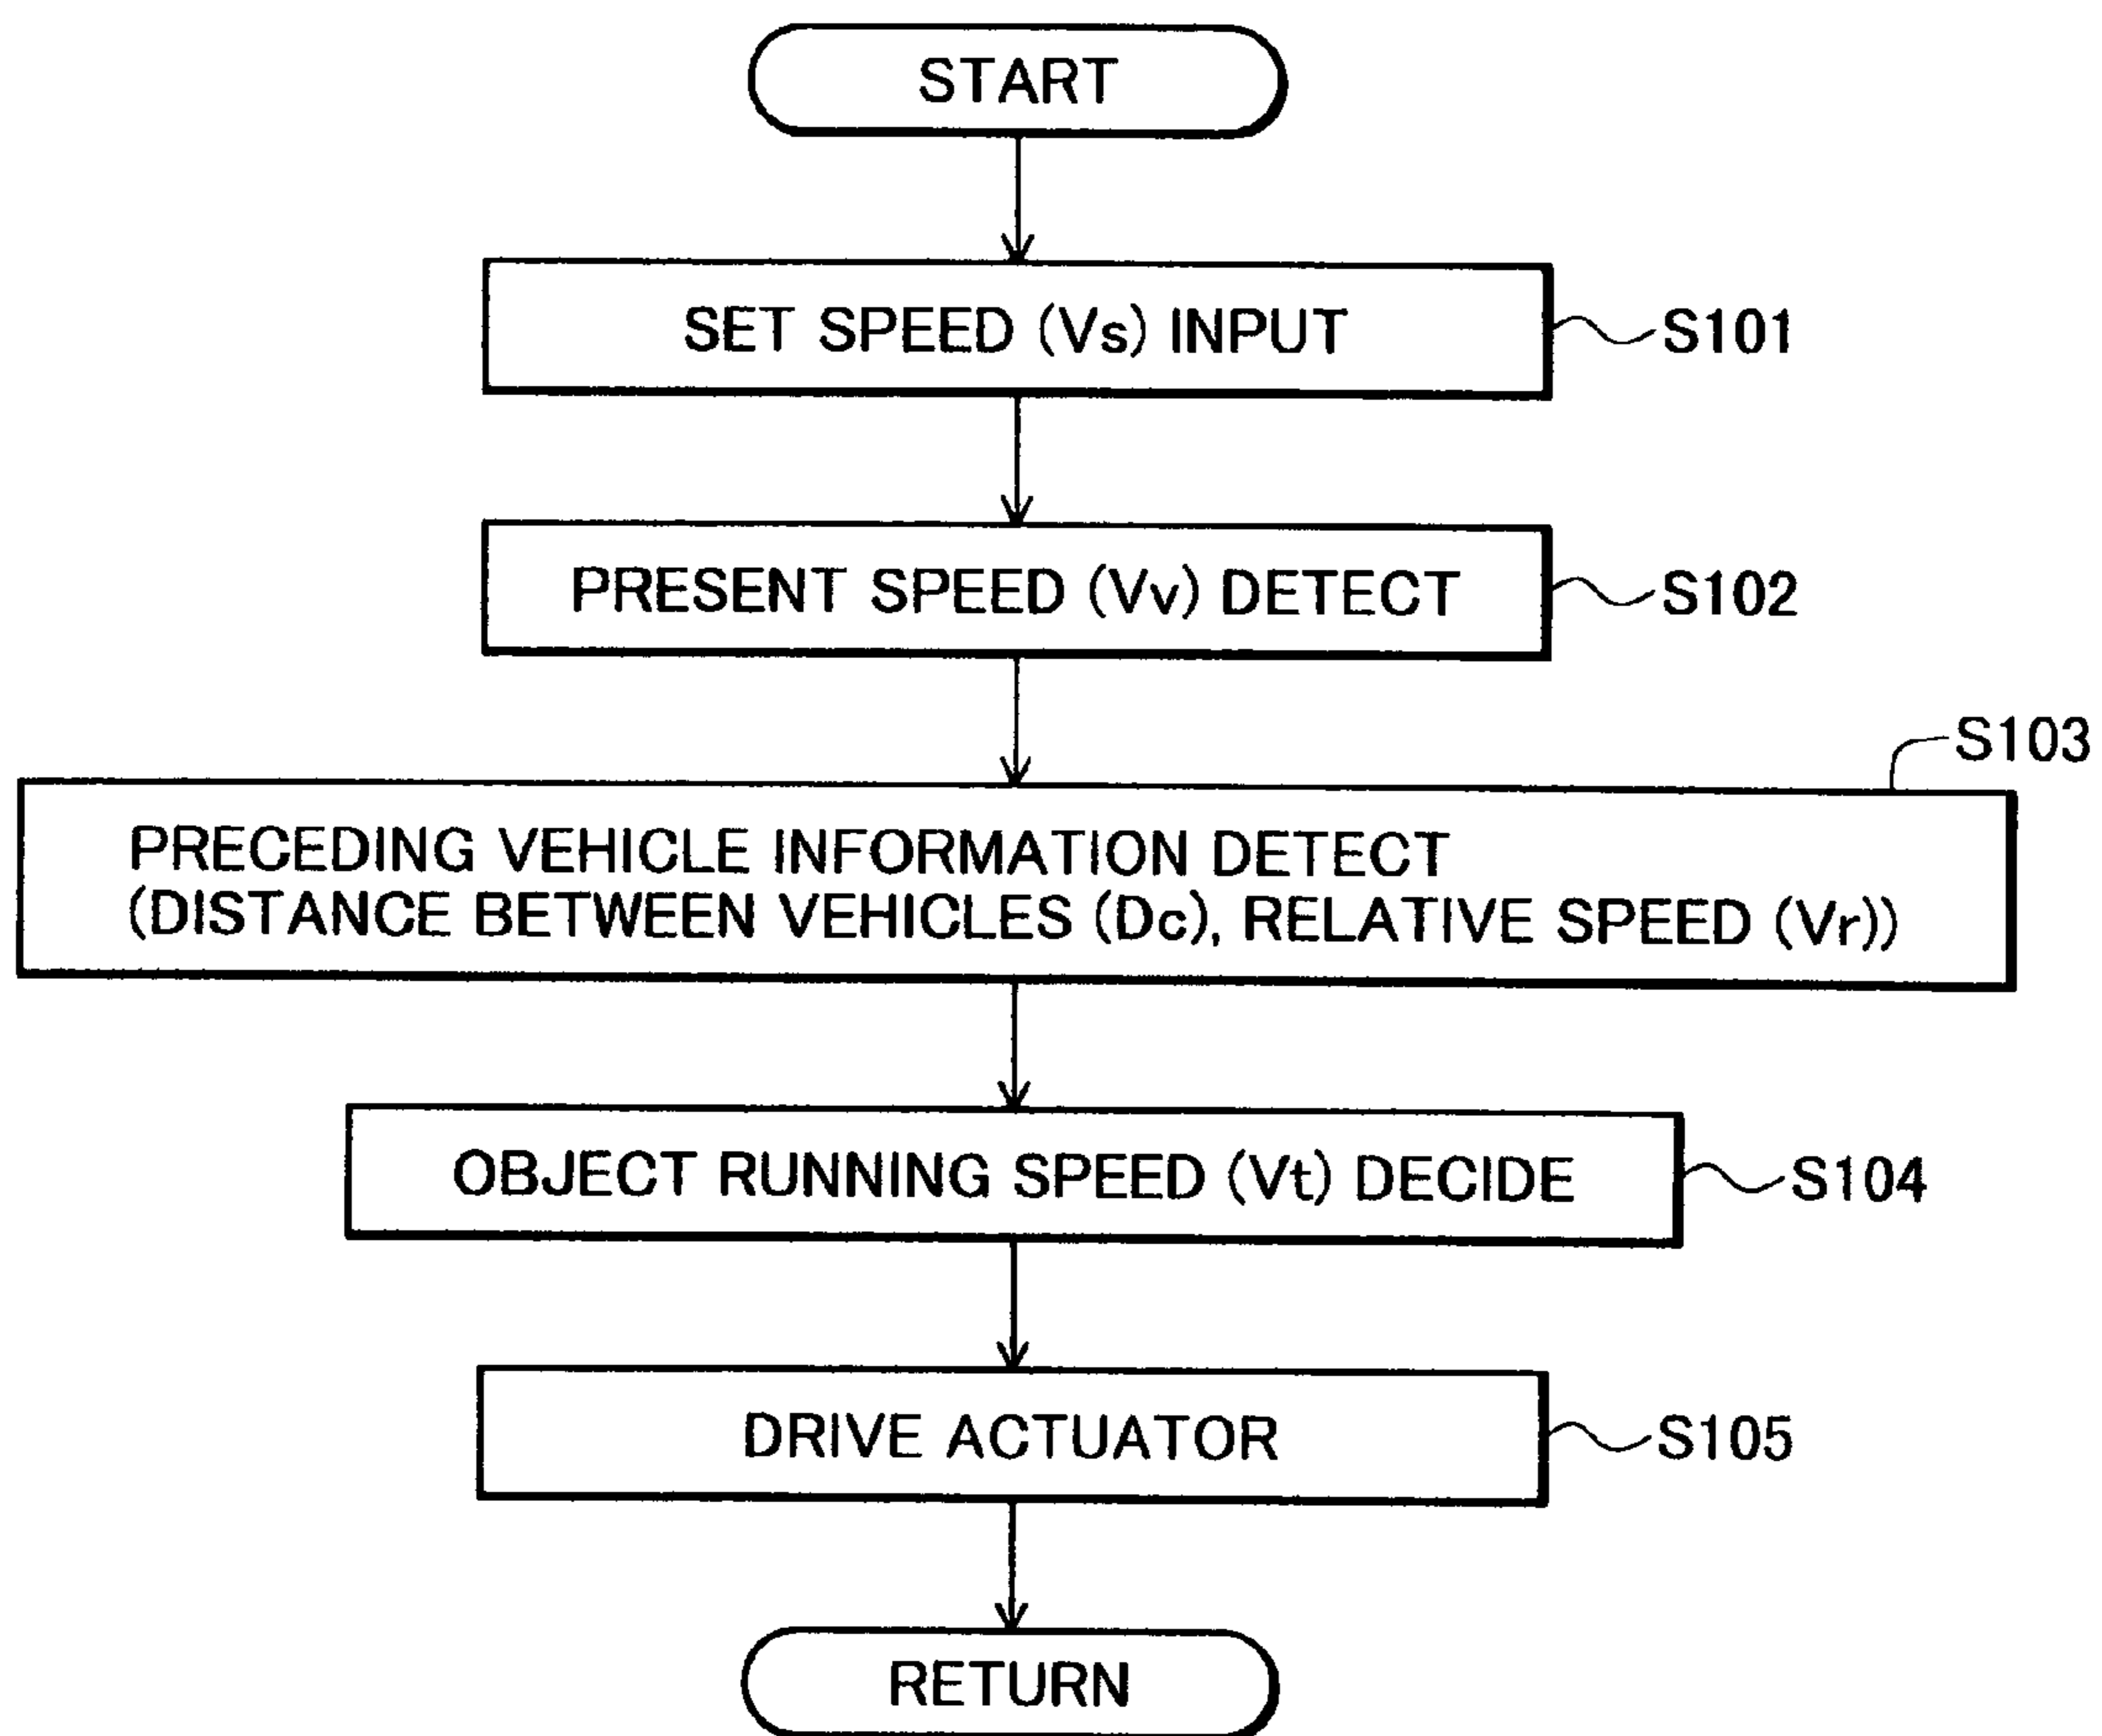 START
SET SPEED (Vs) INPUT
S101
PRESENT SPEED (Vv) DETECT
S102
S103
PRECEDING VEHICLE INFORMATION DETECT
(DISTANCE BETWEEN VEHICLES (Dc), RELATIVE SPEED (Vr))
OBJECT RUNNING SPEED (Vt) DECIDE
S104
DRIVE ACTUATOR
S105
RETURN